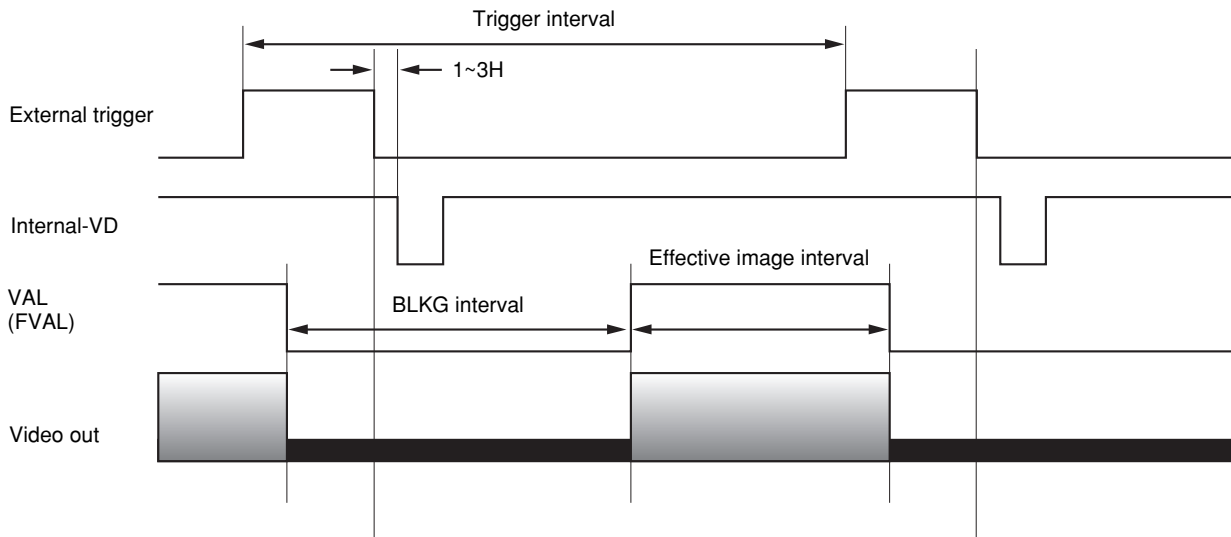 Trigger interval
1~3H
External trigger
Internal-VD
Effective image interval
VAL
(FVAL)
BLKG interval
Video out